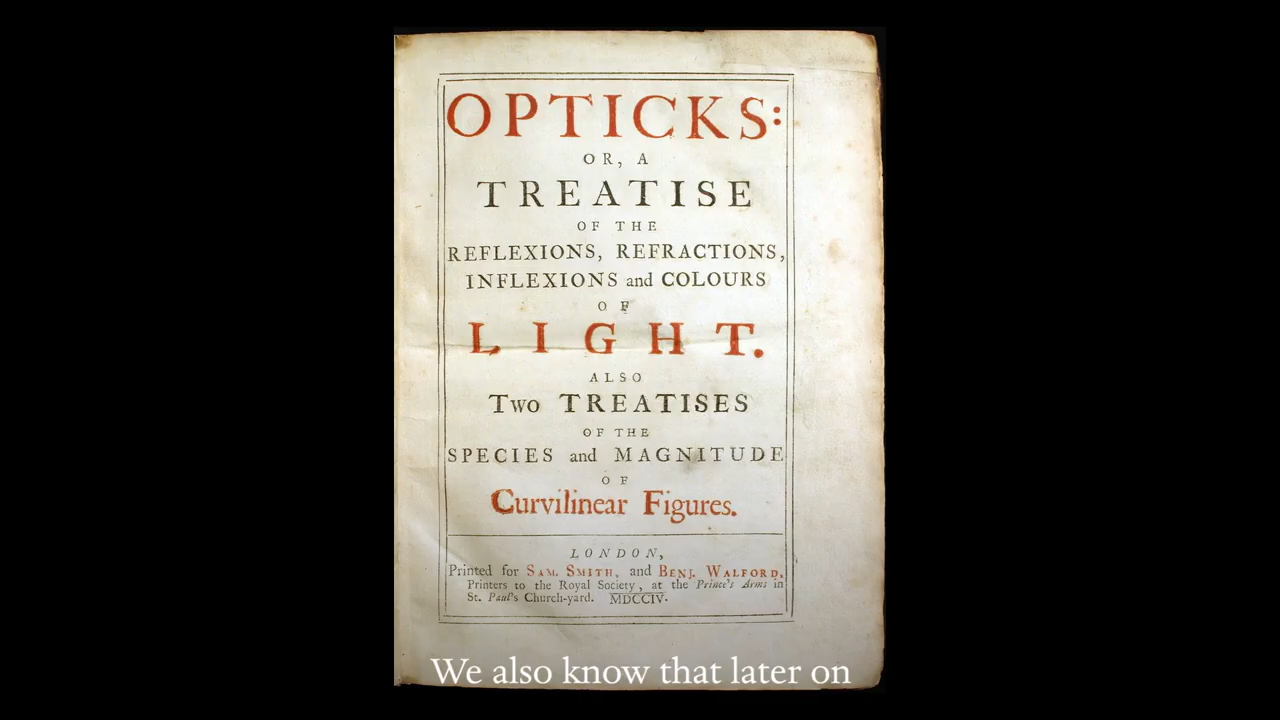 OPTICKS:
OR, A
TREATISE
OF THE
REFLEXIONS, REFRACTIONS,
INFLEXIONS and COLOURS
OF
LIGHT.
ALSO
Two TREATISES
OF THE
SPECIES and MAGNITUDE
OF
Curvilinear Figures.
LONDON,
Printed for SAM. SMITH, and BENJ. WALFORD,
Printers to the Royal Society, at the Prince's Arms in
St. Paul's Church-yard. MDCCIV.
We also know that later on